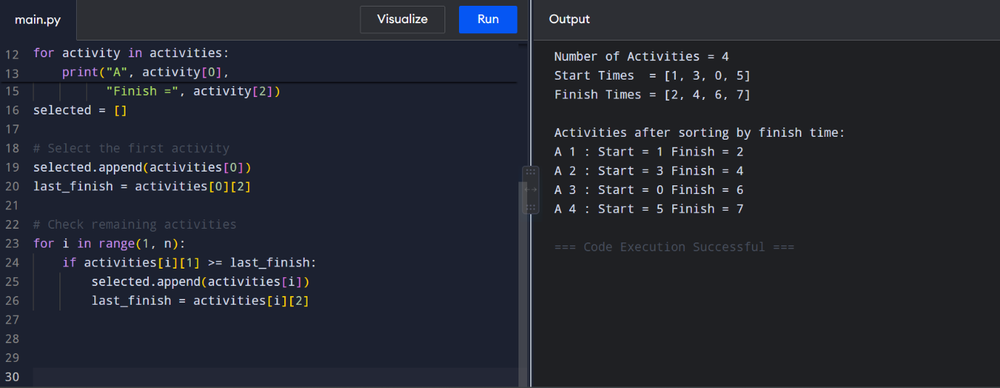 main.py
Visualize
Run
12 for activity in activities:
13     print("A", activity[0],
15           "Finish =", activity[2])
16 selected = []
17
18 # Select the first activity
19 selected.append(activities[0])
20 last_finish = activities[0][2]
21
22 # Check remaining activities
23 for i in range(1, n):
24     if activities[i][1] >= last_finish:
25         selected.append(activities[i])
26         last_finish = activities[i][2]
27
28
29
30
Output
Number of Activities = 4
Start Times  = [1, 3, 0, 5]
Finish Times = [2, 4, 6, 7]

Activities after sorting by finish time:
A 1 : Start = 1 Finish = 2
A 2 : Start = 3 Finish = 4
A 3 : Start = 0 Finish = 6
A 4 : Start = 5 Finish = 7

=== Code Execution Successful ===